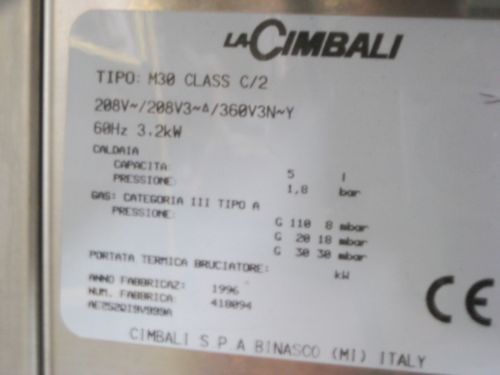 LA CIMBALI
TIPO: M30 CLASS C/2
208V~/208V3~Δ/360V3N~Y
60Hz 3.2kW
CALDAIA
CAPACITA: 5 l
PRESSIONE: 1,8 bar
GAS: CATEGORIA III TIPO A
PRESSIONE: G 110 8 mbar
G 20 18 mbar
G 30 30 mbar
PORTATA TERMICA BRUCIATORE: kW
ANNO FABBRICAZ: 1996
NUM. FABBRICA: 418094
CE
CIMBALI S.P.A BINASCO (MI) ITALY